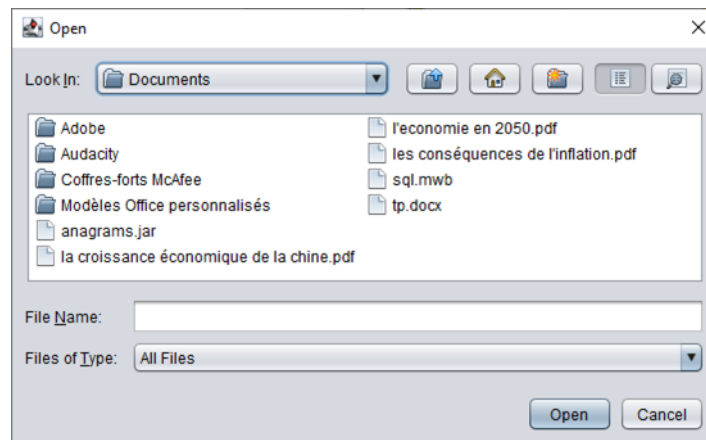 Open
Look In: Documents
Adobe
Audacity
Coffres-forts McAfee
Modèles Office personnalisés
anagrams.jar
la croissance économique de la chine.pdf
l'economie en 2050.pdf
les conséquences de l'inflation.pdf
sql.mwb
tp.docx
File Name:
Files of Type: All Files
Open Cancel